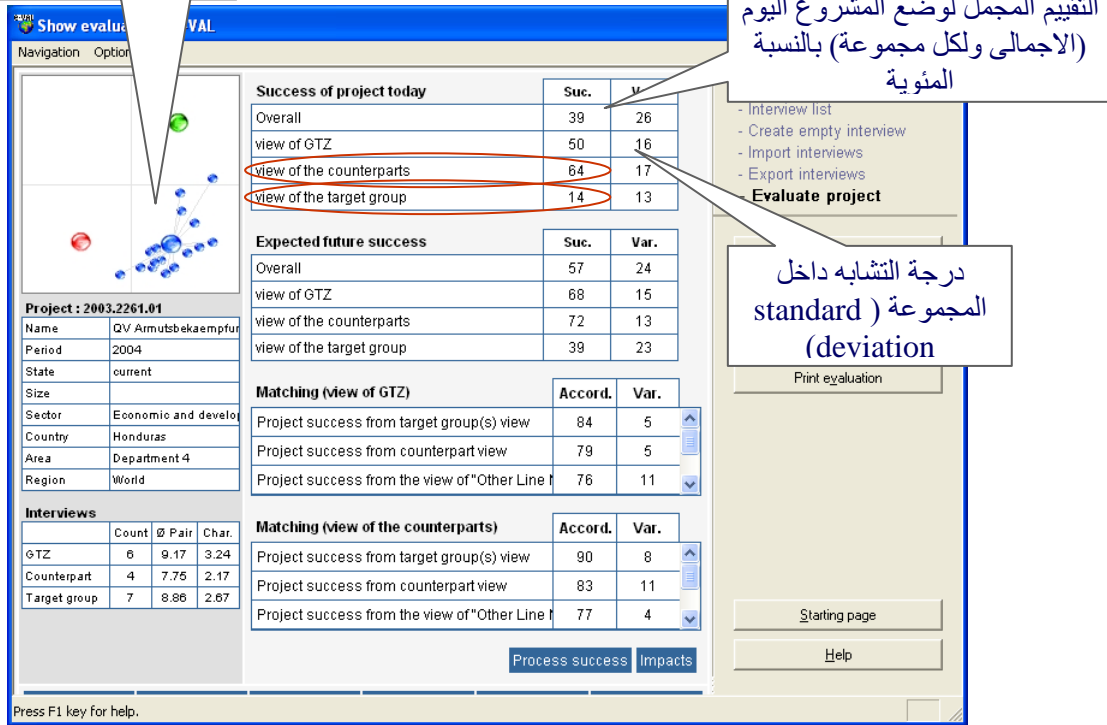 التقييم المجمل لوضع المشروع اليوم
(الاجمالى ولكل مجموعة) بالنسبة
المئوية
Show evalua VAL
Navigation Option
Success of project today Suc. V
Overall 39 26
view of GTZ 50 16
view of the counterparts 64 17
view of the target group 14 13
Expected future success Suc. Var.
Overall 57 24
view of GTZ 68 15
view of the counterparts 72 13
view of the target group 39 23
Matching (view of GTZ) Accord. Var.
Project success from target group(s) view 84 5
Project success from counterpart view 79 5
Project success from the view of "Other Line 76 11
Matching (view of the counterparts) Accord. Var.
Project success from target group(s) view 90 8
Project success from counterpart view 83 11
Project success from the view of "Other Line 77 4
Process success Impacts
Project : 2003.2261.01
Name QV Armutsbekaempfur
Period 2004
State current
Size
Sector Economic and develo
Country Honduras
Area Department 4
Region World
Interviews
Count Ø Pair Char.
GTZ 6 9.17 3.24
Counterpart 4 7.75 2.17
Target group 7 8.86 2.67
- Interview list
- Create empty interview
- Import interviews
- Export interviews
- Evaluate project
درجة التشابه داخل
المجموعة ( standard
(deviation
Print evaluation
Starting page
Help
Press F1 key for help.